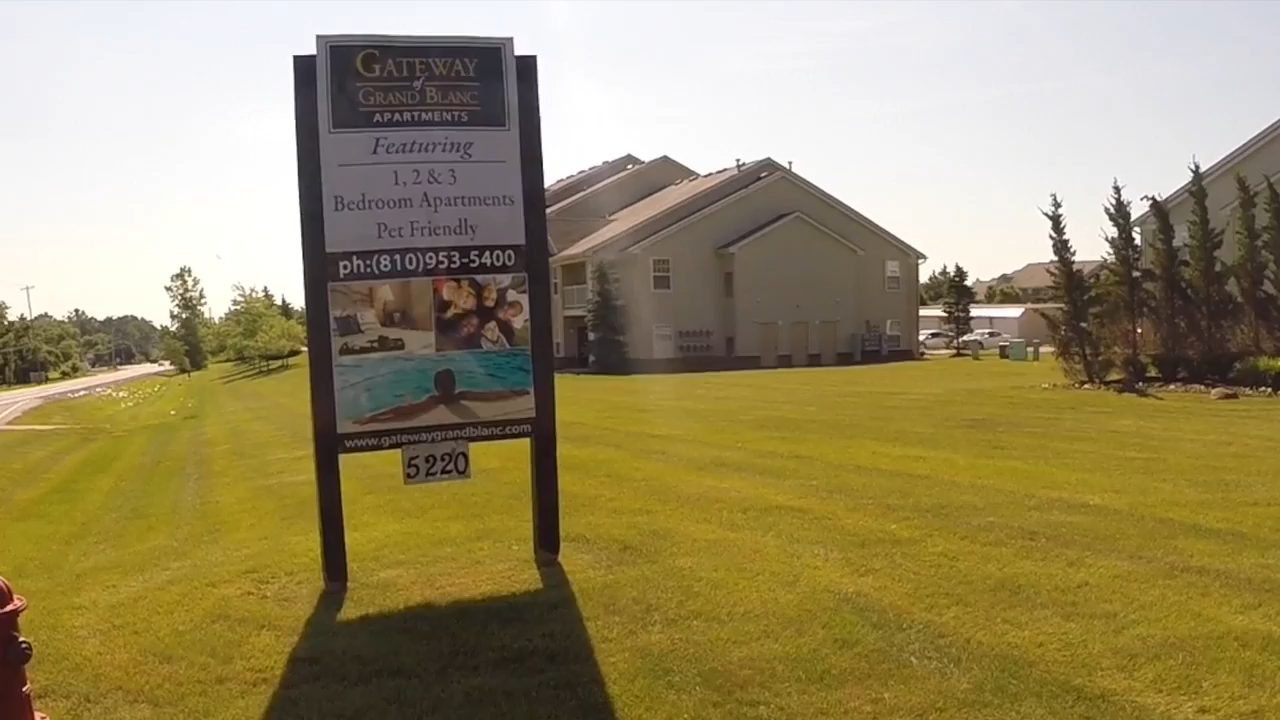 GATEWAY
of
GRAND BLANC
APARTMENTS
Featuring
1, 2 & 3
Bedroom Apartments
Pet Friendly
ph:(810)953-5400
www.gatewaygrandblanc.com
5220